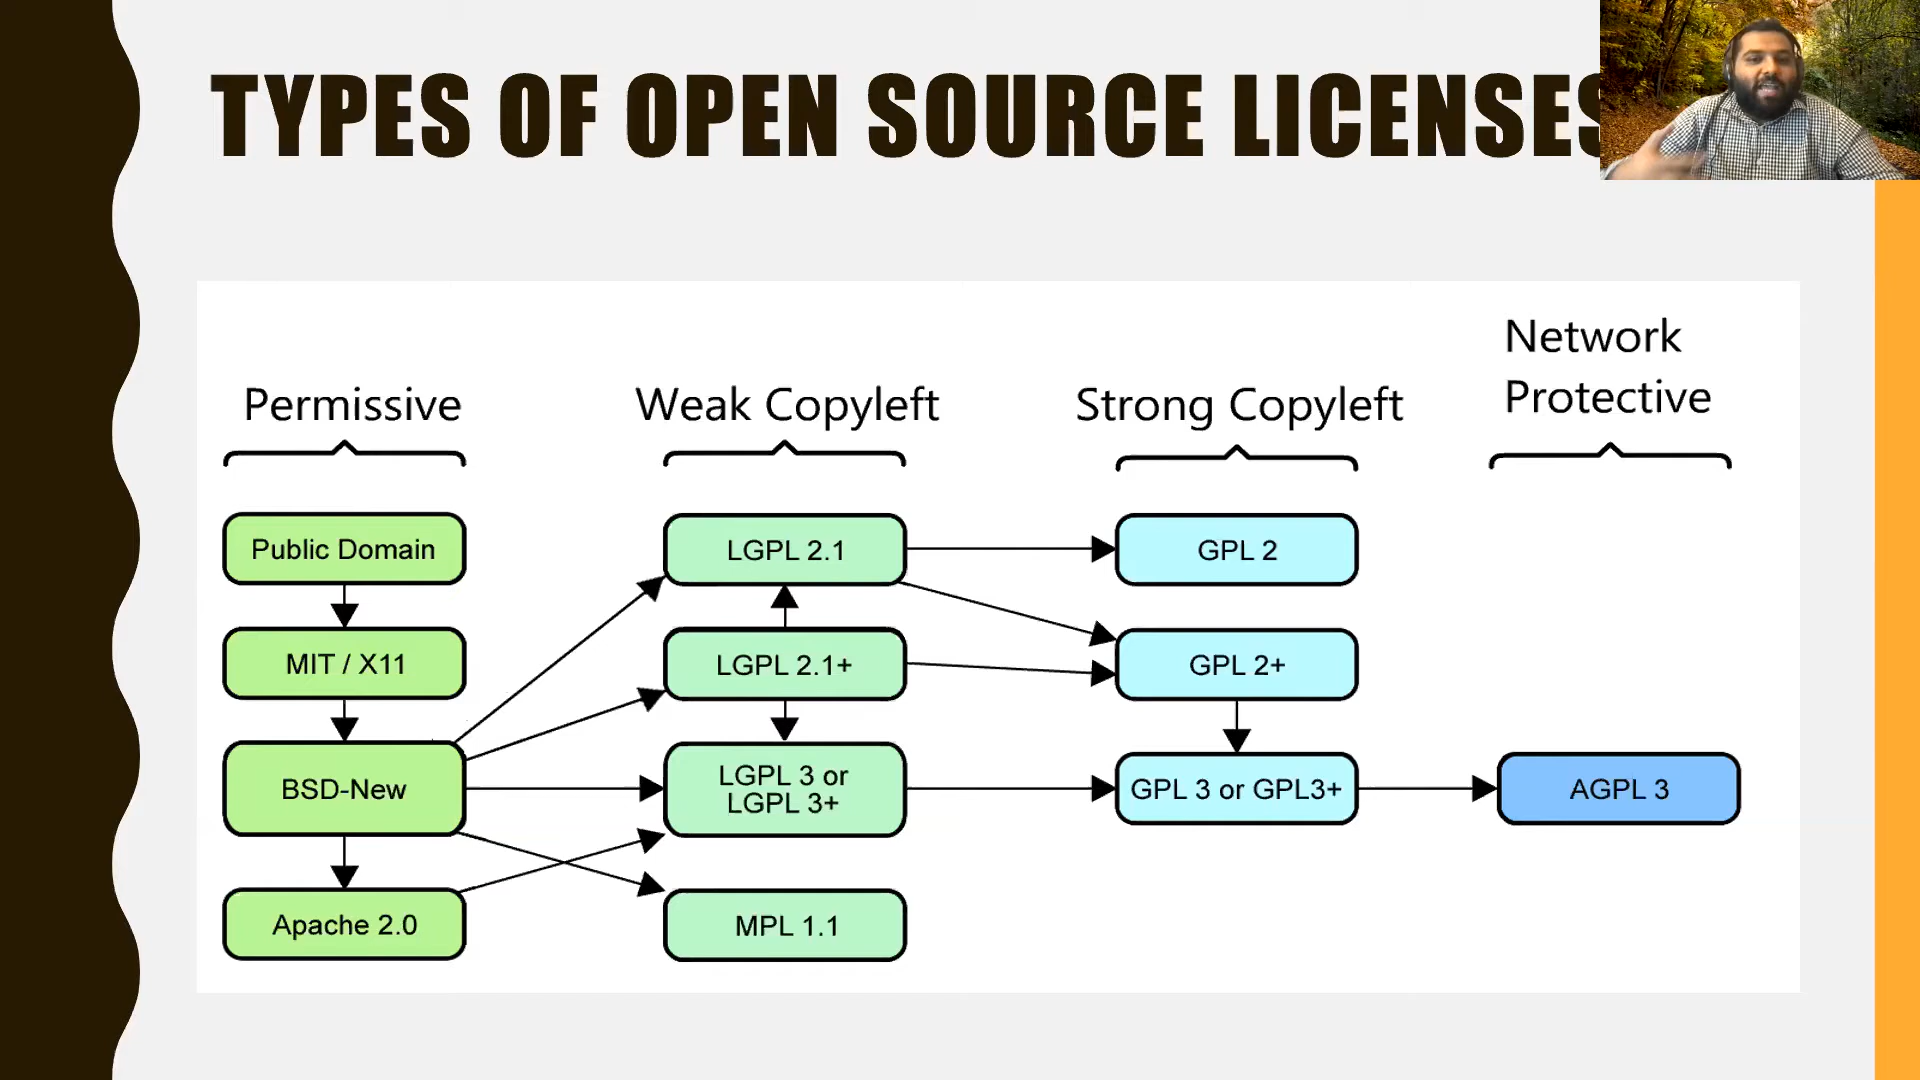 TYPES OF OPEN SOURCE LICENSES
Network
Protective
Permissive
Weak Copyleft
Strong Copyleft
Public Domain
LGPL 2.1
GPL 2
MIT / X11
LGPL 2.1+
GPL 2+
BSD-New
LGPL 3 or
LGPL 3+
GPL 3 or GPL3+
AGPL 3
Apache 2.0
MPL 1.1